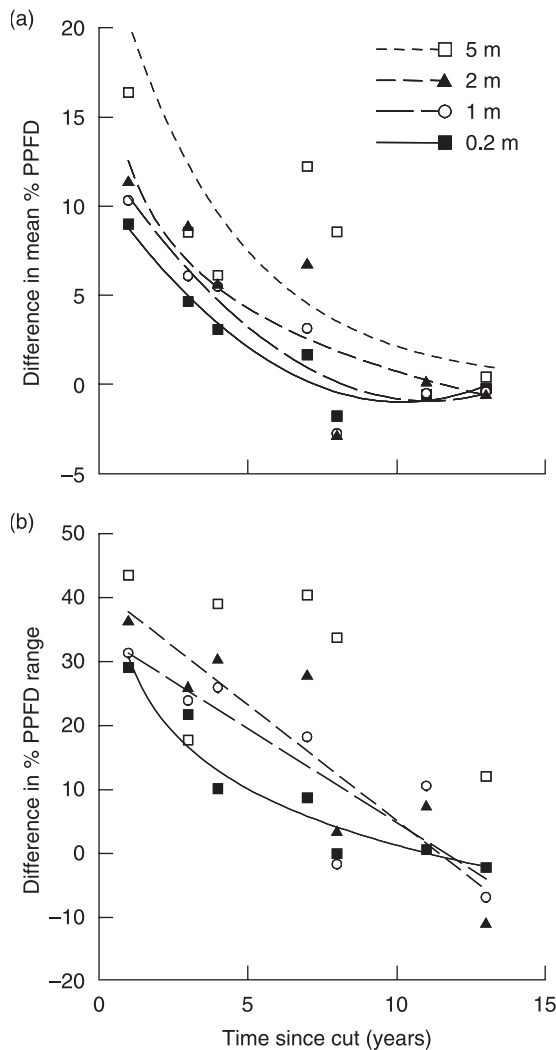 (a)
20
15
10
5
0
−5
Difference in mean % PPFD
5 m
2 m
1 m
0.2 m
(b)
50
40
30
20
10
0
−10
−20
Difference in % PPFD range
0 5 10 15
Time since cut (years)